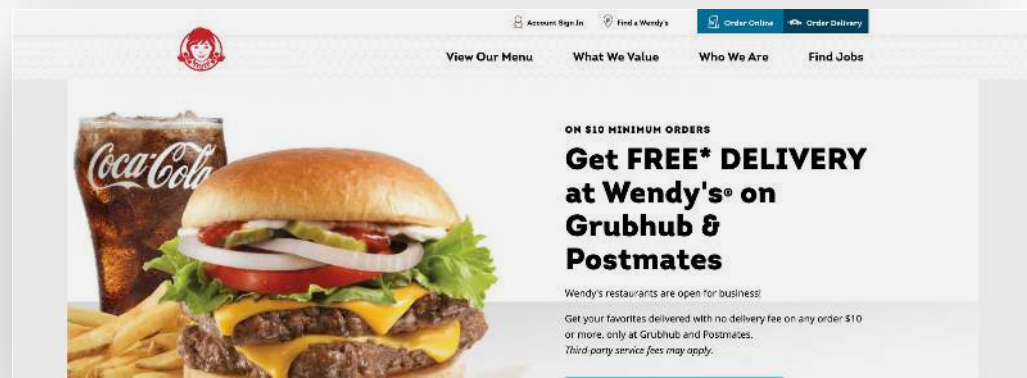 Account Sign In Find a Wendy's Order Online Order Delivery
View Our Menu What We Value Who We Are Find Jobs
Coca-Cola
ON $10 MINIMUM ORDERS
Get FREE* DELIVERY
at Wendy's® on
Grubhub &
Postmates
Wendy's restaurants are open for business!
Get your favorites delivered with no delivery fee on any order $10
or more, only at Grubhub and Postmates.
Third-party service fees may apply.